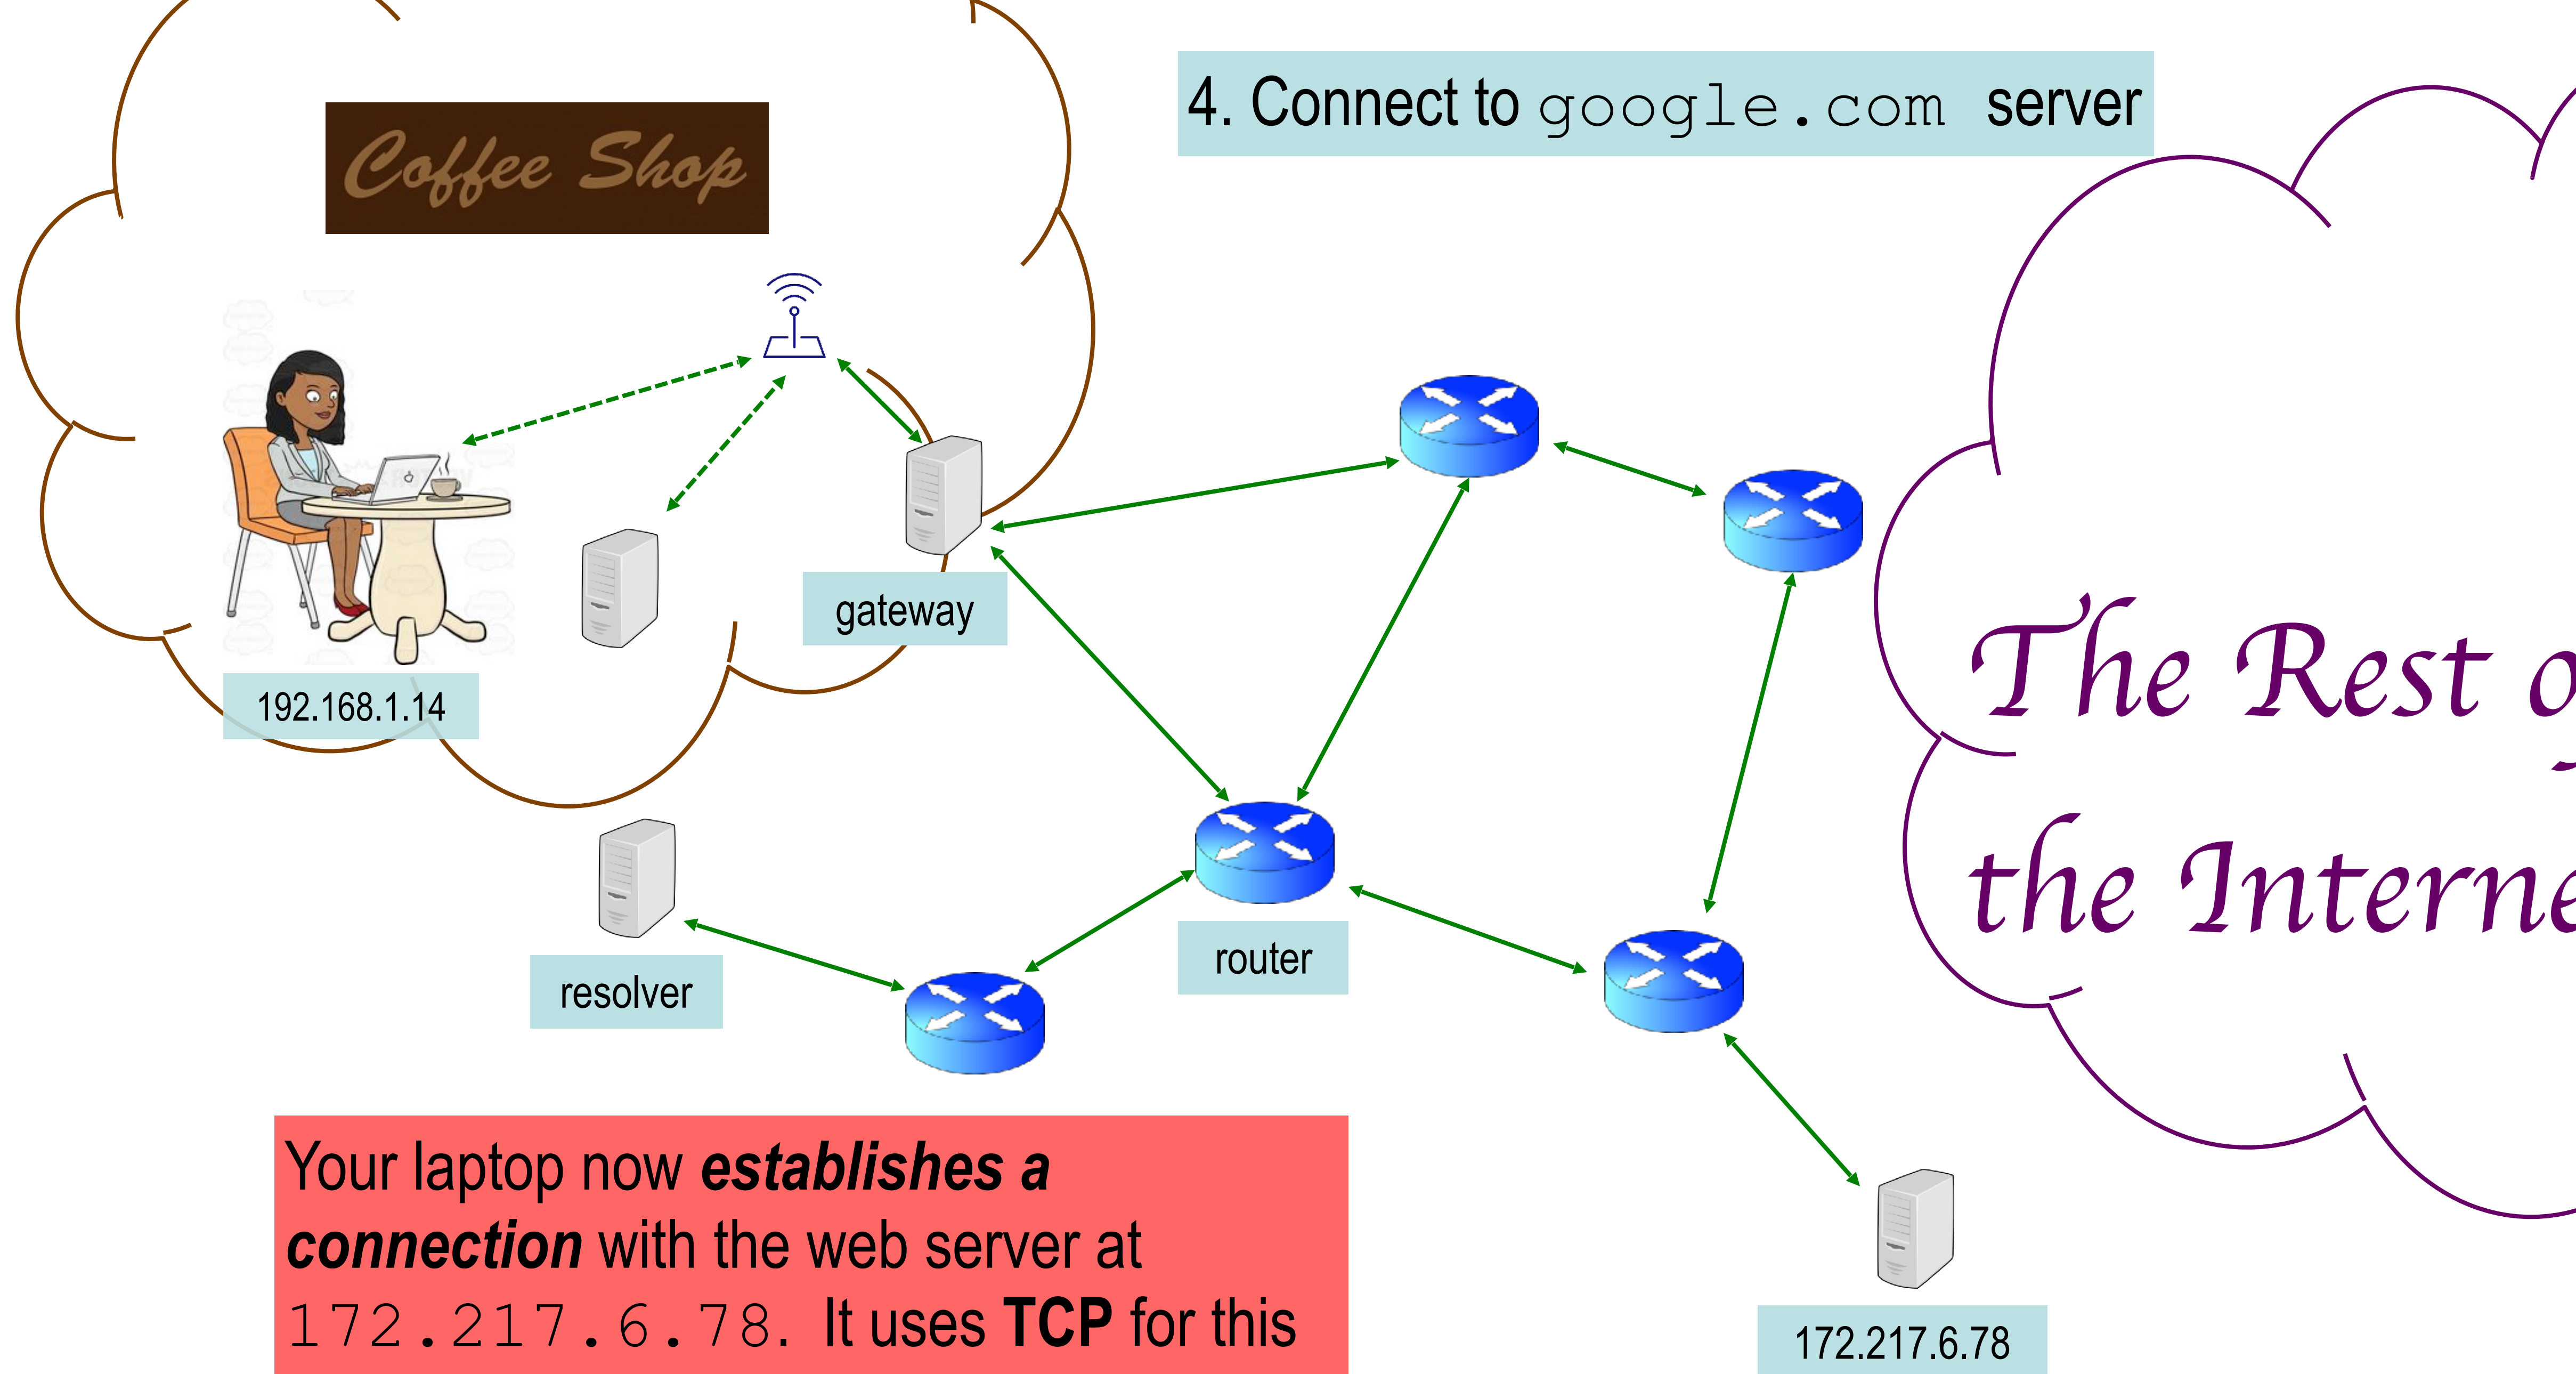 4. Connect to google.com server
Coffee Shop
gateway
192.168.1.14
The Rest o
the Interne
router
resolver
Your laptop now establishes a
connection with the web server at
172.217.6.78. It uses TCP for this
172.217.6.78